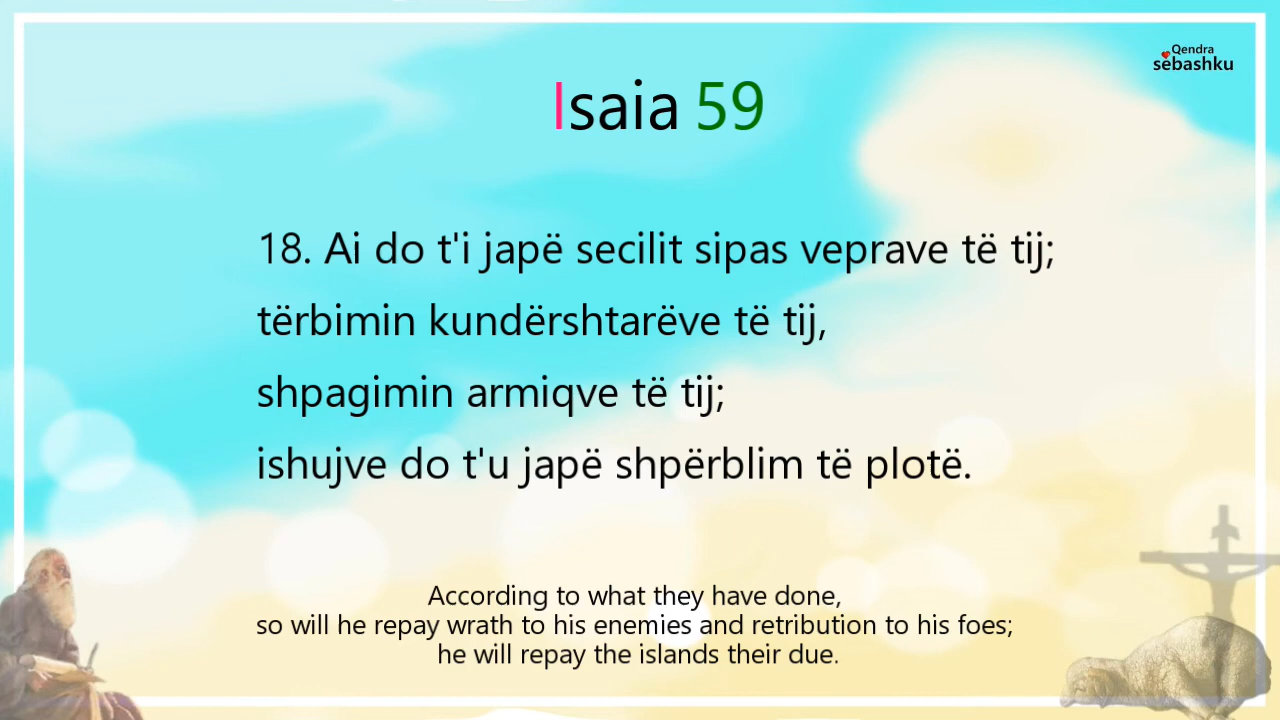 Qendra
sëbashku
Isaia 59
18. Ai do t'i japë secilit sipas veprave të tij;
tërbimin kundërshtarëve të tij,
shpagimin armiqve të tij;
ishujve do t'u japë shpërblim të plotë.
According to what they have done,
so will he repay wrath to his enemies and retribution to his foes;
he will repay the islands their due.